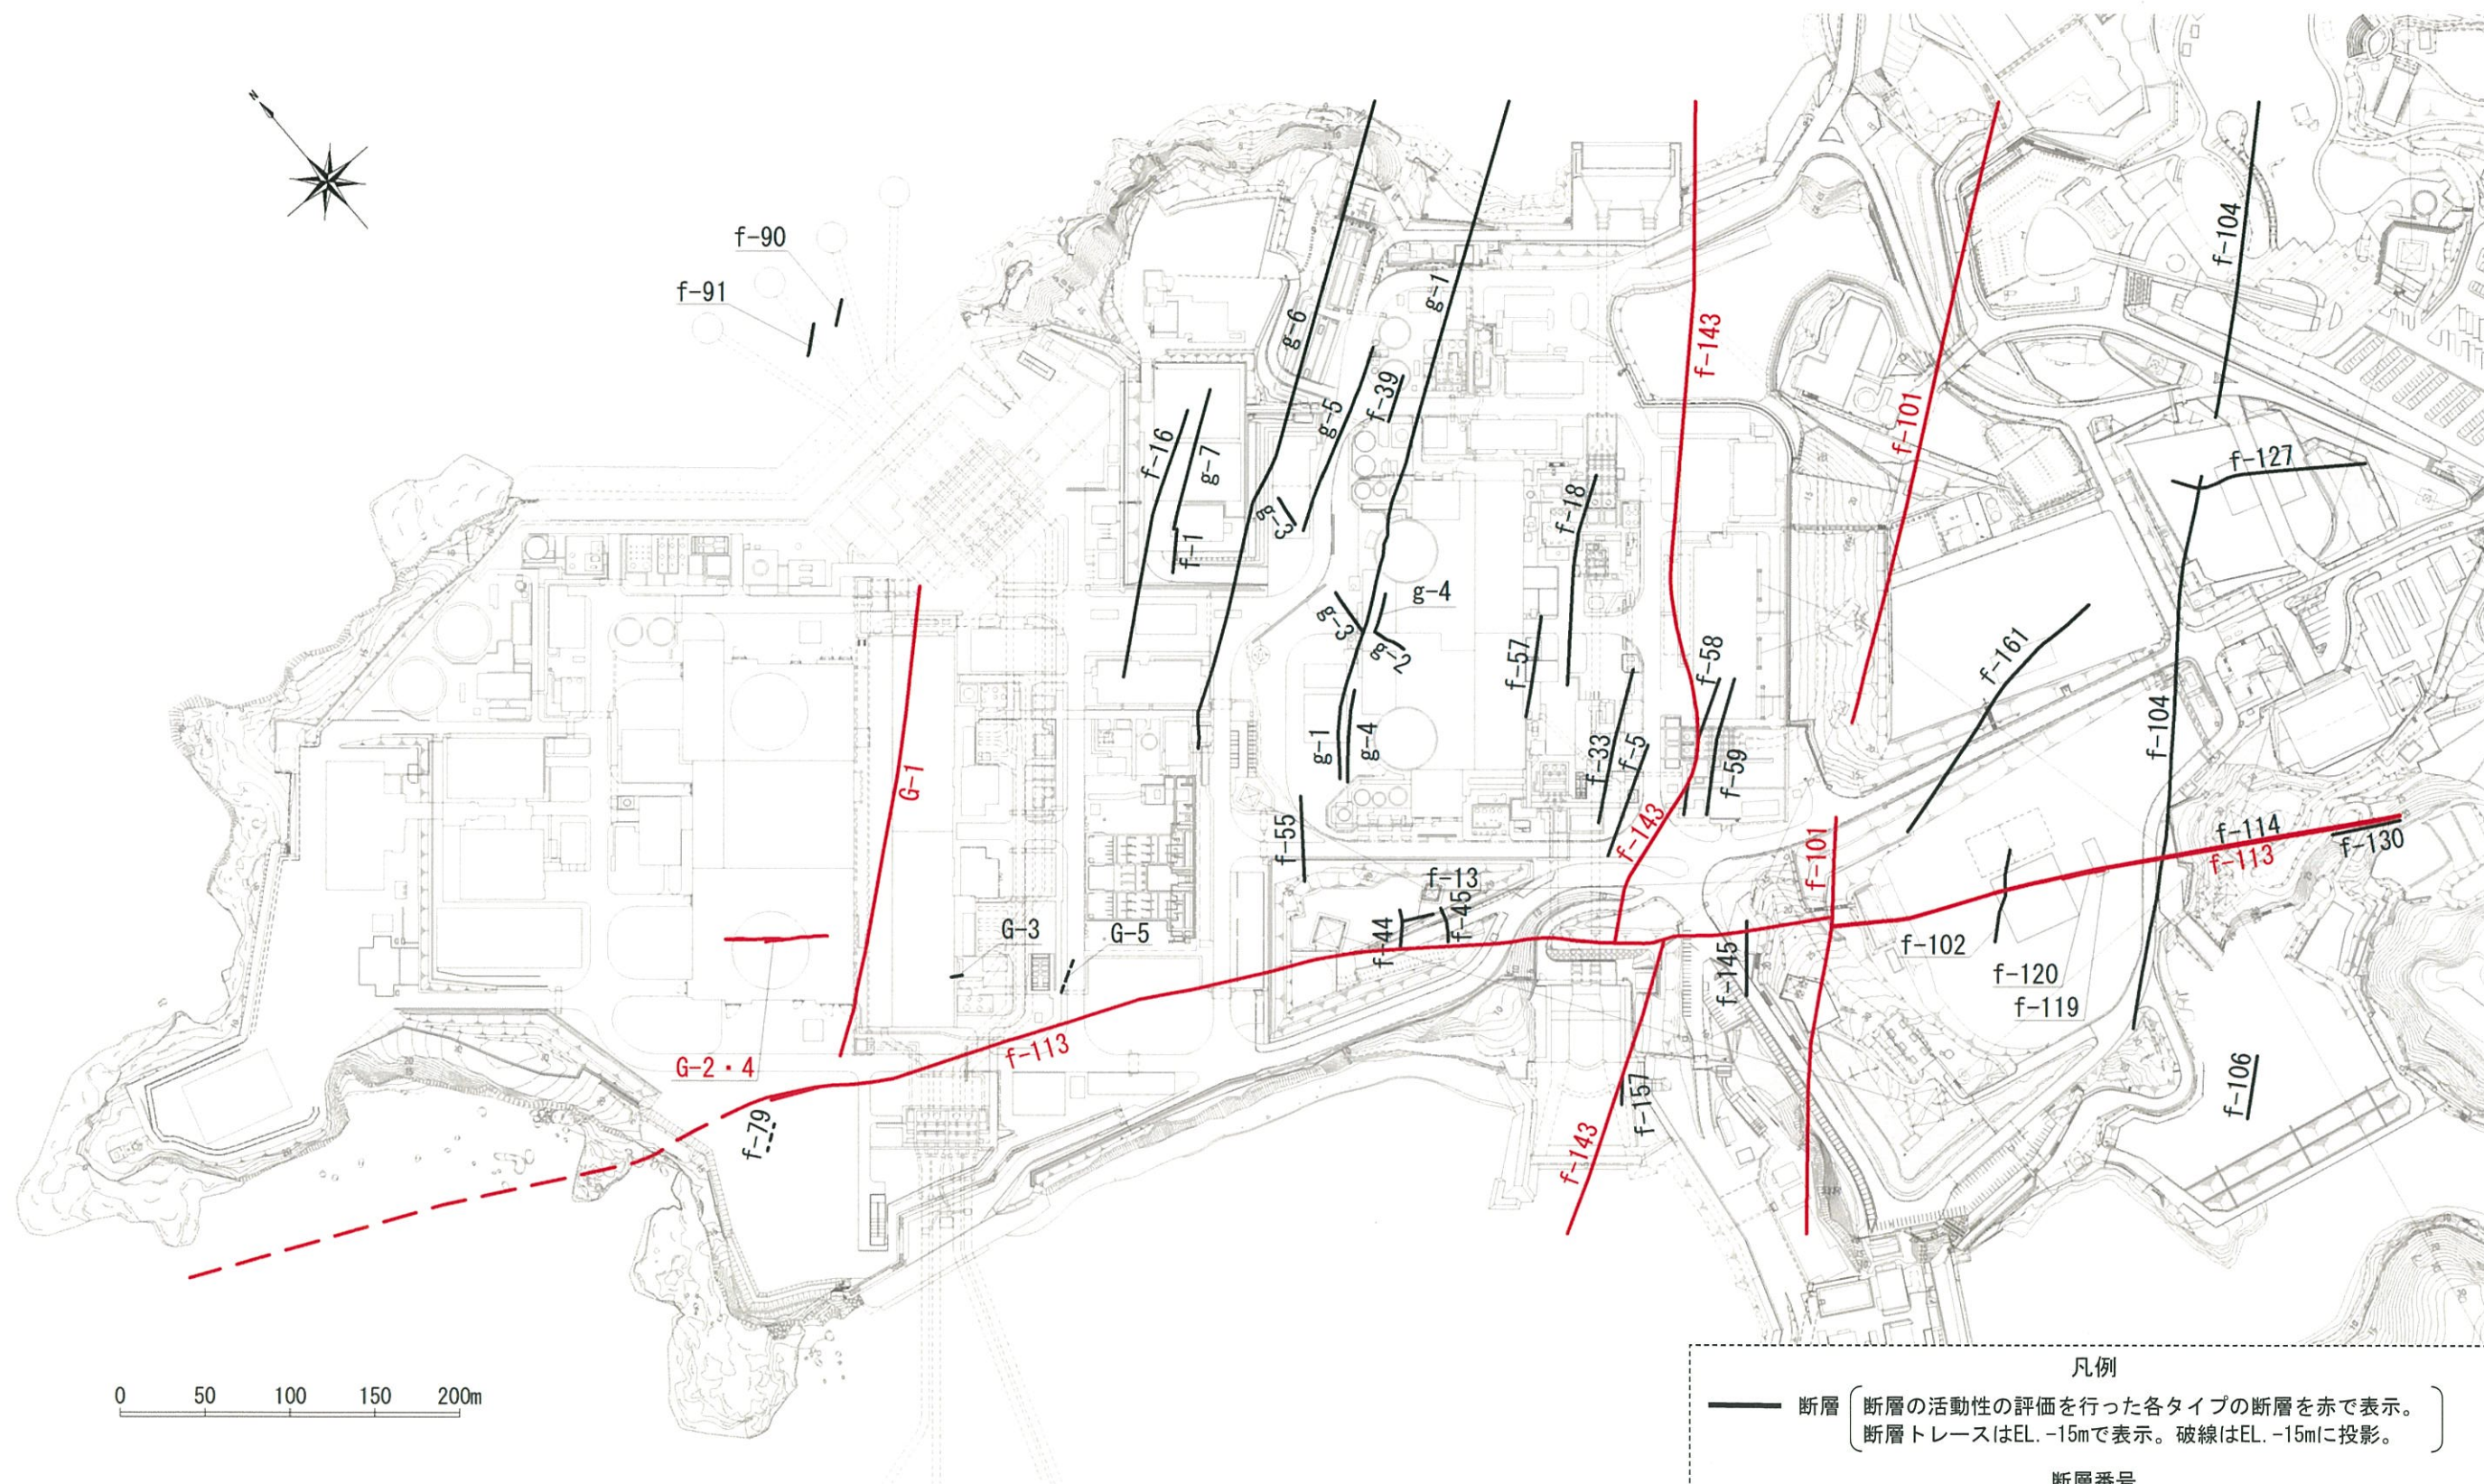 N
f-90
f-91
f-104
g-6
g-1
f-143
f-101
f-39
g-5
f-16
g-7
f-127
g-3
f-18
f-1
g-4
g-3
g-2
f-57
f-58
f-161
f-104
g-1
g-4
f-33
f-5
f-59
G-1
f-143
f-55
f-101
f-114
f-113
f-130
f-13
f-44
f-45
G-3
G-5
f-145
f-102
f-120
f-119
f-113
G-2・4
f-79
f-157
f-143
f-106
0 50 100 150 200m
凡例
断層 断層の活動性の評価を行った各タイプの断層を赤で表示。
断層トレースはEL.-15mで表示。破線はEL.-15mに投影。
断層番号